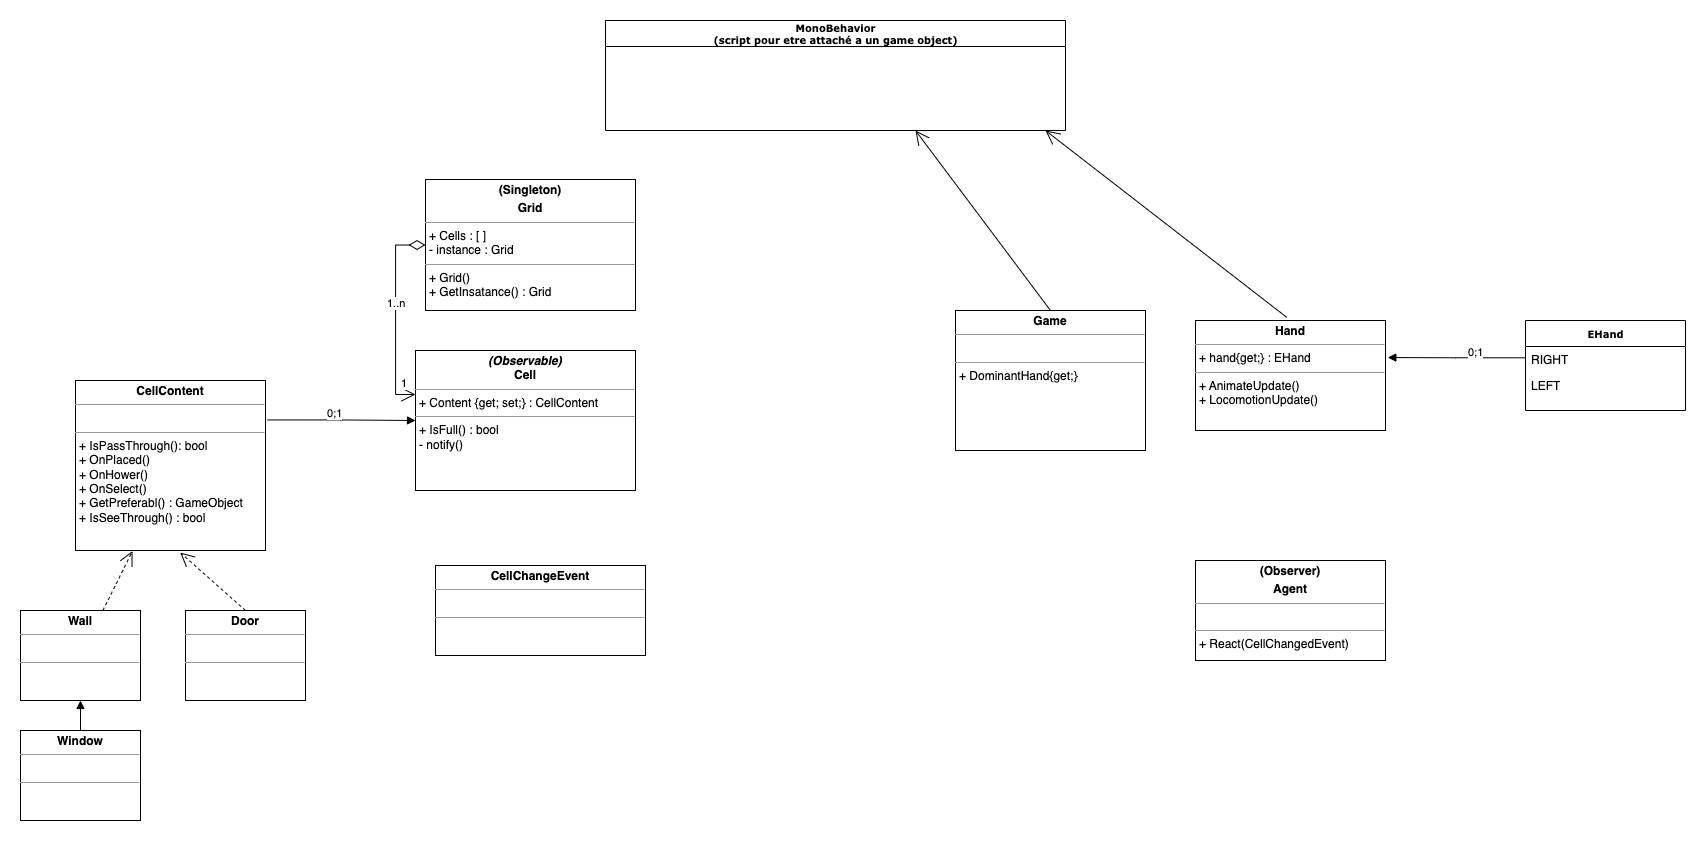 MonoBehavior
(script pour etre attaché a un game object)
(Singleton)
Grid
+ Cells : [ ]
- instance : Grid
+ Grid()
+ GetInsatance() : Grid
1..n
1
(Observable)
Cell
+ Content {get; set;} : CellContent
+ IsFull() : bool
- notify()
CellContent
+ IsPassThrough(): bool
+ OnPlaced()
+ OnHower()
+ OnSelect()
+ GetPreferabl() : GameObject
+ IsSeeThrough() : bool
0;1
Game
+ DominantHand{get;}
Hand
+ hand{get;} : EHand
+ AnimateUpdate()
+ LocomotionUpdate()
0;1
EHand
RIGHT
LEFT
CellChangeEvent
(Observer)
Agent
+ React(CellChangedEvent)
Wall
Door
Window